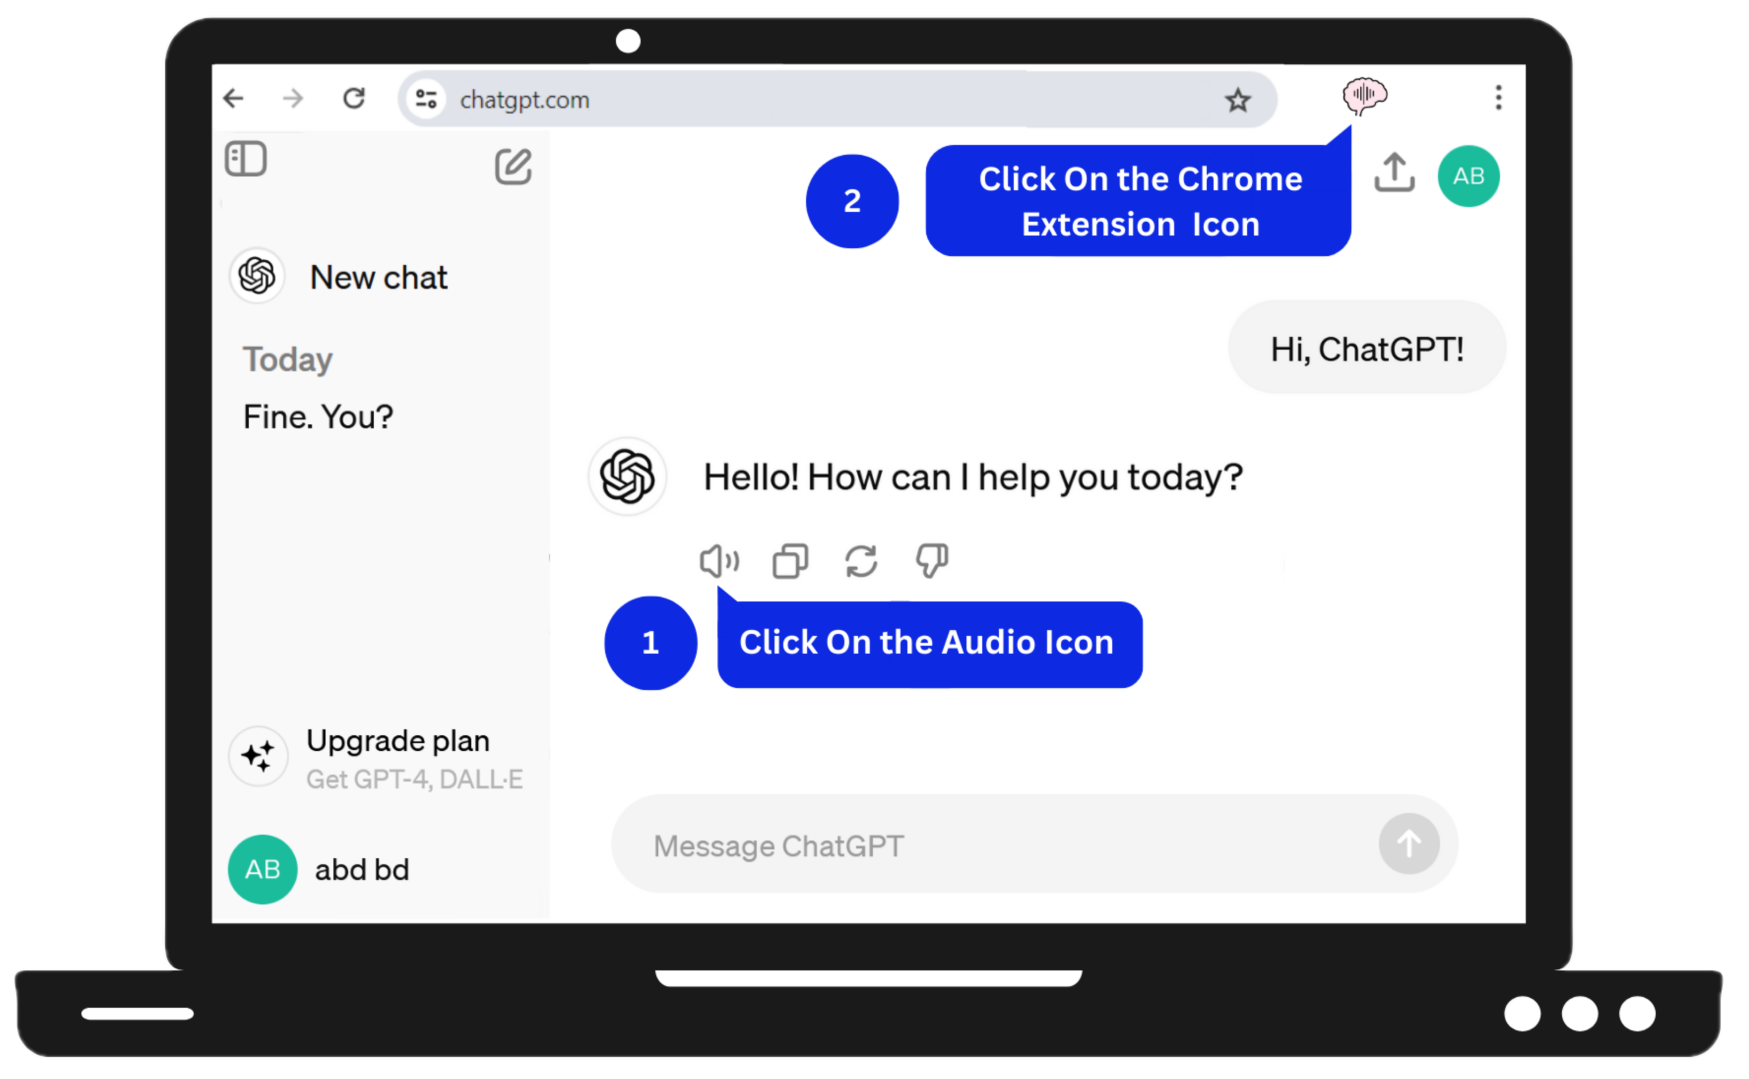 chatgpt.com
2
Click On the Chrome
Extension Icon
AB
New chat
Today
Fine. You?
Hi, ChatGPT!
Hello! How can I help you today?
1
Click On the Audio Icon
Upgrade plan
Get GPT-4, DALL·E
AB
abd bd
Message ChatGPT